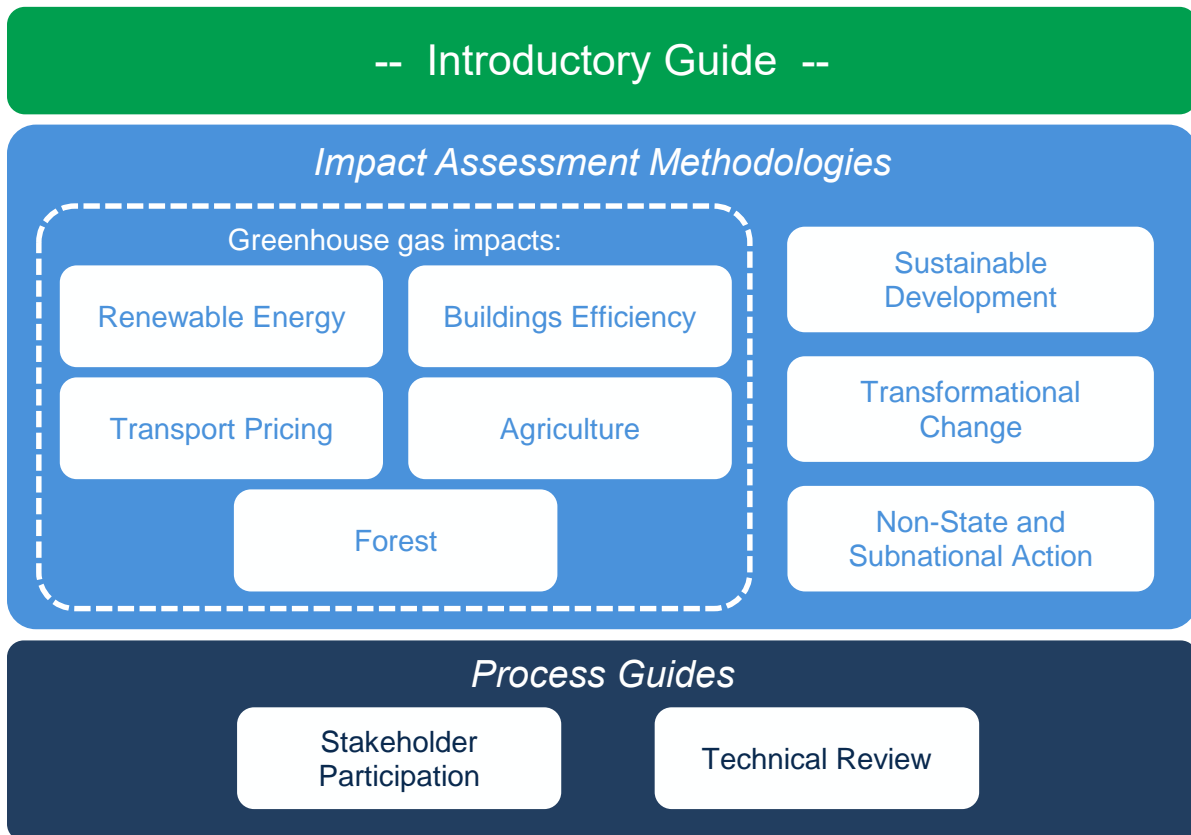 -- Introductory Guide --
Impact Assessment Methodologies
Greenhouse gas impacts:
Renewable Energy
Buildings Efficiency
Transport Pricing
Agriculture
Forest
Sustainable
Development
Transformational
Change
Non-State and
Subnational Action
Process Guides
Stakeholder
Participation
Technical Review